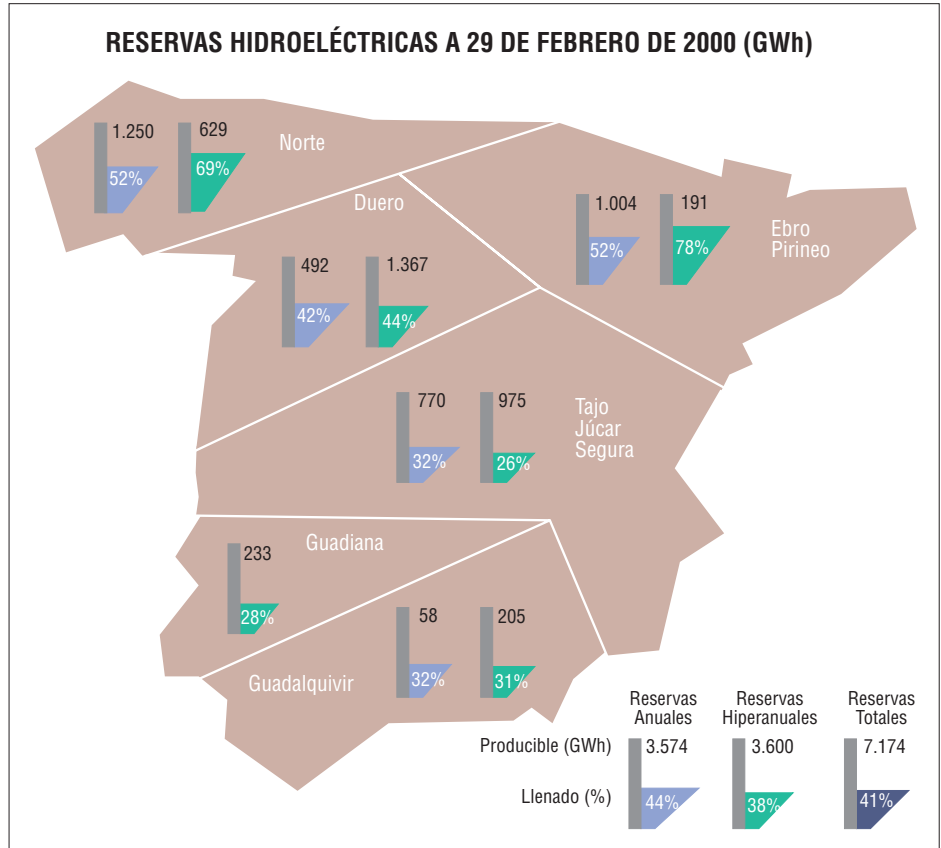 RESERVAS HIDROELÉCTRICAS A 29 DE FEBRERO DE 2000 (GWh)
Norte
1.250
629
52%
69%
Duero
492
1.367
42%
44%
Ebro
Pirineo
1.004
191
52%
78%
Tajo
Júcar
Segura
770
975
32%
26%
Guadiana
233
28%
Guadalquivir
58
205
32%
31%
Reservas
Anuales
Reservas
Hiperanuales
Reservas
Totales
Producible (GWh)
3.574
3.600
7.174
Llenado (%)
44%
38%
41%